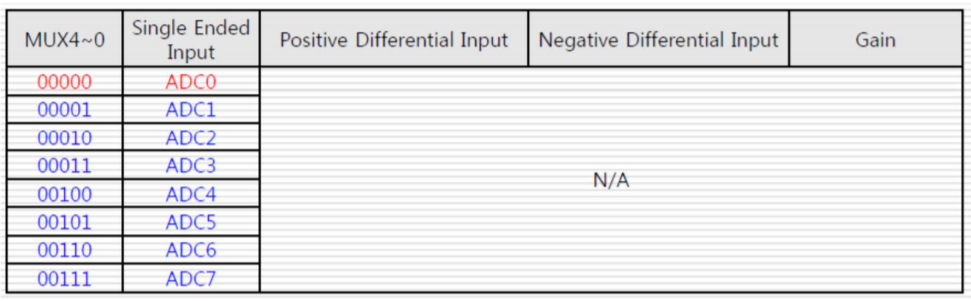 MUX4~0 Single Ended Input Positive Differential Input Negative Differential Input Gain
00000 ADC0
00001 ADC1
00010 ADC2
00011 ADC3
N/A
00100 ADC4
00101 ADC5
00110 ADC6
00111 ADC7